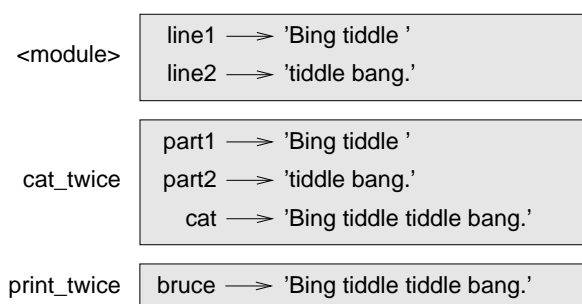 <module>
line1 ’Bing tiddle ’
line2 ’tiddle bang.’
cat_twice
part1 ’Bing tiddle ’
part2 ’tiddle bang.’
cat ’Bing tiddle tiddle bang.’
print_twice
bruce ’Bing tiddle tiddle bang.’